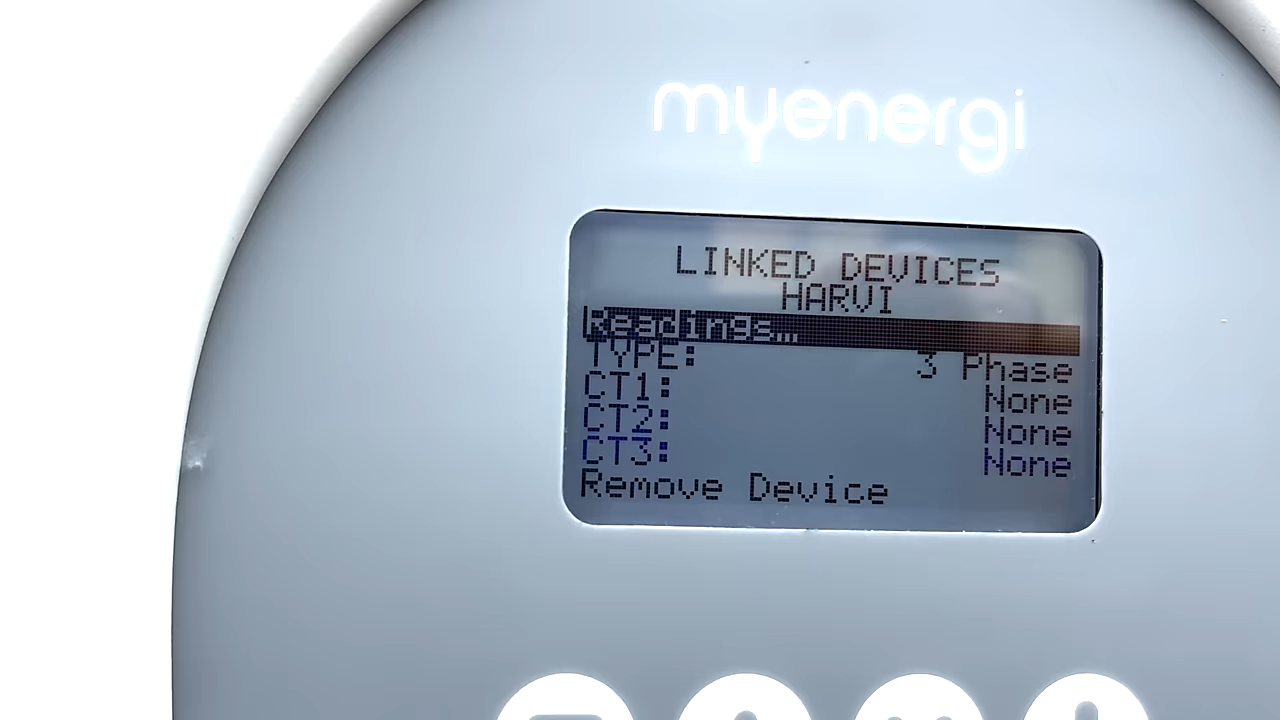 myenergi
LINKED DEVICES
HARVI
Readings…
TYPE: 3 Phase
CT1: None
CT2: None
CT3: None
Remove Device